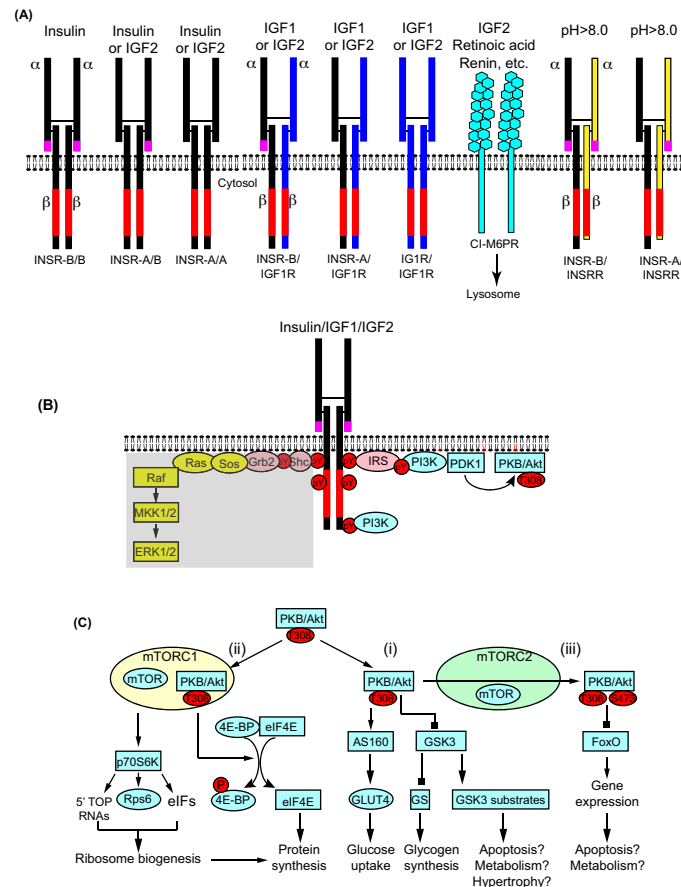 (A)
Insulin
Insulin
or IGF2
Insulin
or IGF2
IGF1
or IGF2
IGF1
or IGF2
IGF1
or IGF2
IGF2
Retinoic acid
Renin, etc.
pH>8.0
pH>8.0
α
α
α
α
α
α
Cytosol
β
β
β
β
β
β
INSR-B/B
INSR-A/B
INSR-A/A
INSR-B/
IGF1R
INSR-A/
IGF1R
IG1R/
IGF1R
CI-M6PR
Lysosome
INSR-B/
INSRR
INSR-A/
INSRR
Insulin/IGF1/IGF2
(B)
Ras
Sos
Grb2
pY
Shc
pY
pY
IRS
pY
PI3K
PDK1
PKB/Akt
T308
pY
pY
Raf
MKK1/2
ERK1/2
pY
PI3K
(C)
PKB/Akt
T308
(ii)
(i)
(iii)
mTORC1
mTOR
PKB/Akt
T308
PKB/Akt
T308
mTORC2
mTOR
PKB/Akt
T308
S473
4E-BP
eIF4E
AS160
GSK3
FoxO
p70S6K
5' TOP
RNAs
Rps6
eIFs
P
4E-BP
eIF4E
GLUT4
GS
GSK3 substrates
Gene
expression
Ribosome biogenesis
Protein
synthesis
Glucose
uptake
Glycogen
synthesis
Apoptosis?
Metabolism?
Hypertrophy?
Apoptosis?
Metabolism?